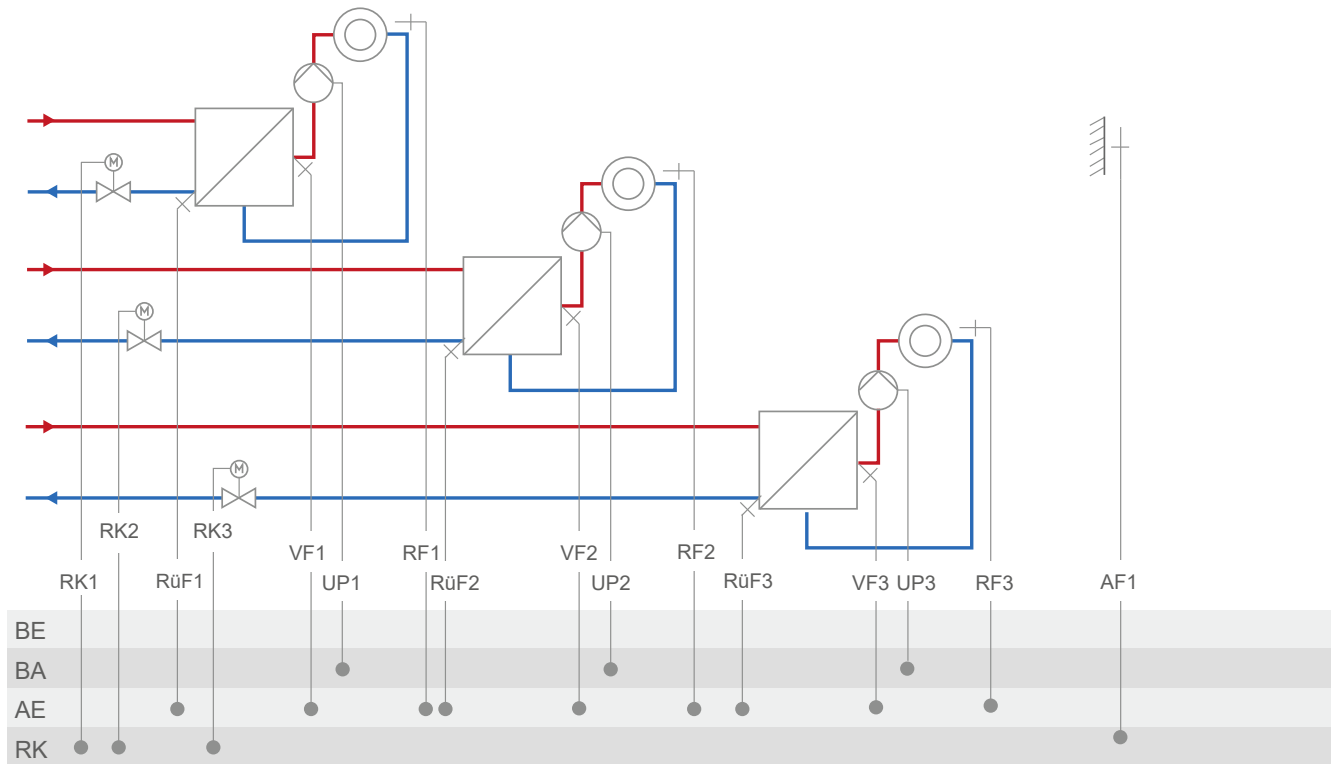 M
M
M
RK2
RK3
VF1
RF1
VF2
RF2
RK1
RüF1
UP1
RüF2
UP2
RüF3
VF3
UP3
RF3
AF1
BE
BA
AE
RK